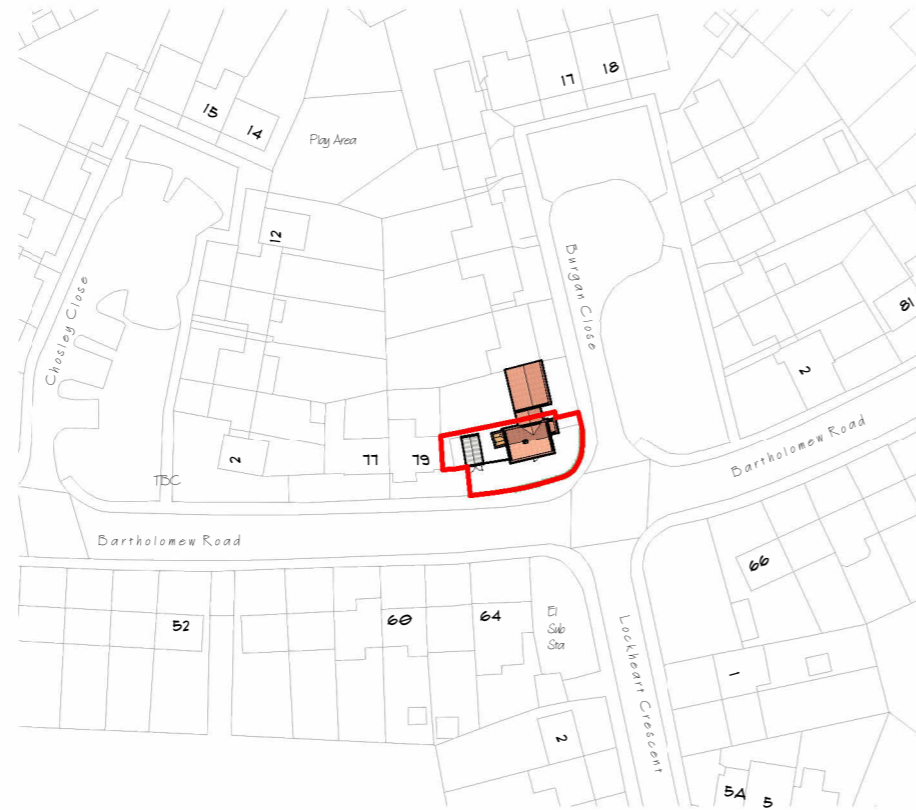 17
18
15
14
Play Area
12
Burgan Close
Chosley Close
81
2
Bartholomew Road
2
77
79
TBC
Bartholomew Road
66
52
60
64
El
Sub
Sta
Lockheart Crescent
1
2
5A
5